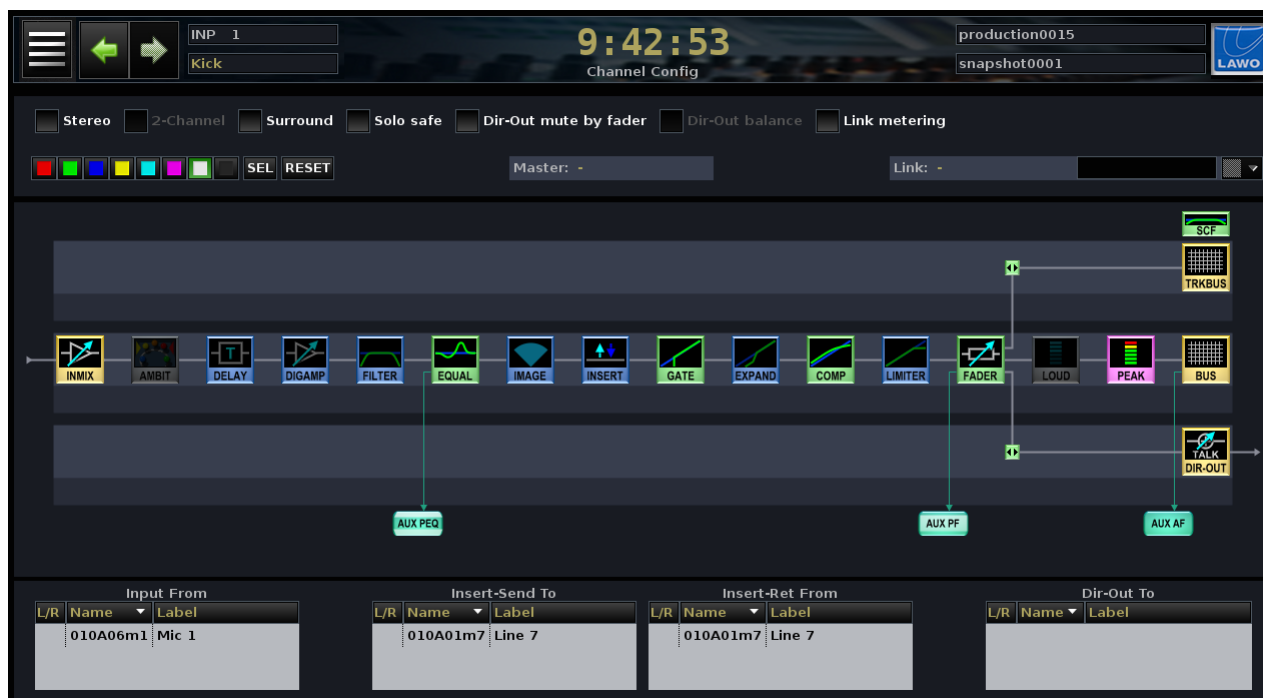 INP 1
9:42:53
production0015
Kick
Channel Config
snapshot0001
LAWO
Stereo 2-Channel Surround Solo safe Dir-Out mute by fader Dir-Out balance Link metering
SEL RESET Master: - Link: -
SCF
TRKBUS
T
INMIX AMBIT DELAY DIGAMP FILTER EQUAL IMAGE INSERT GATE EXPAND COMP LIMITER FADER LOUD PEAK BUS
TALK
DIR-OUT
AUX PEQ AUX PF AUX AF
Input From Insert-Send To Insert-Ret From Dir-Out To
L/R Name Label L/R Name Label L/R Name Label L/R Name Label
010A06m1 Mic 1 010A01m7 Line 7 010A01m7 Line 7